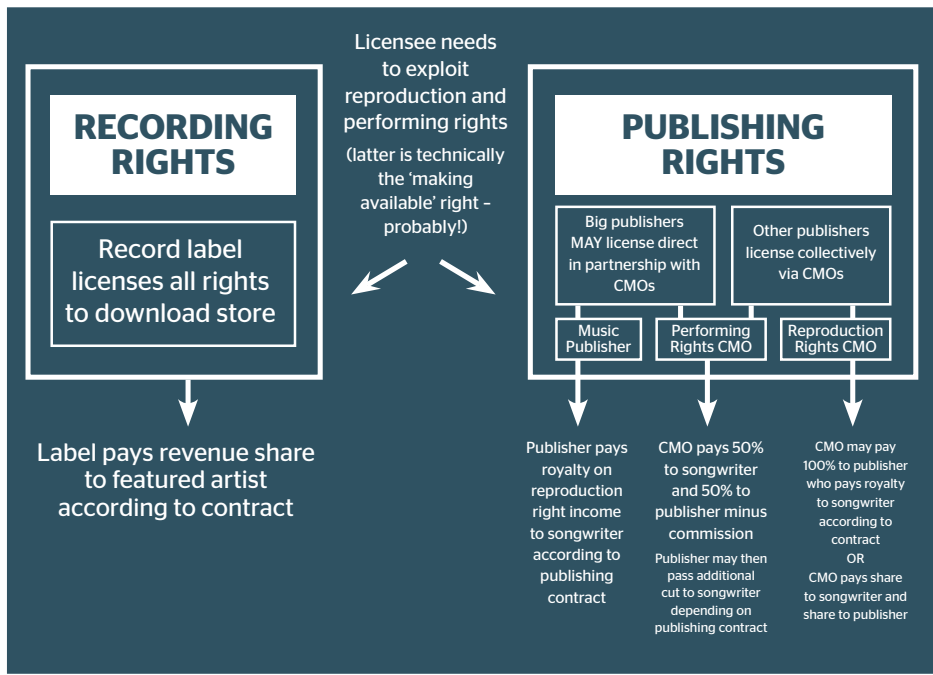 Licensee needs
to exploit
reproduction and
performing rights
(latter is technically
the ‘making
available’ right –
probably!)
RECORDING
RIGHTS
Record label
licenses all rights
to download store
Label pays revenue share
to featured artist
according to contract
PUBLISHING
RIGHTS
Big publishers
MAY license direct
in partnership with
CMOs
Other publishers
license collectively
via CMOs
Music
Publisher
Performing
Rights CMO
Reproduction
Rights CMO
Publisher pays
royalty on
reproduction
right income
to songwriter
according to
publishing
contract
CMO pays 50%
to songwriter
and 50% to
publisher minus
commission
Publisher may then
pass additional
cut to songwriter
depending on
publishing contract
CMO may pay
100% to publisher
who pays royalty
to songwriter
according to
contract
OR
CMO pays share
to songwriter and
share to publisher